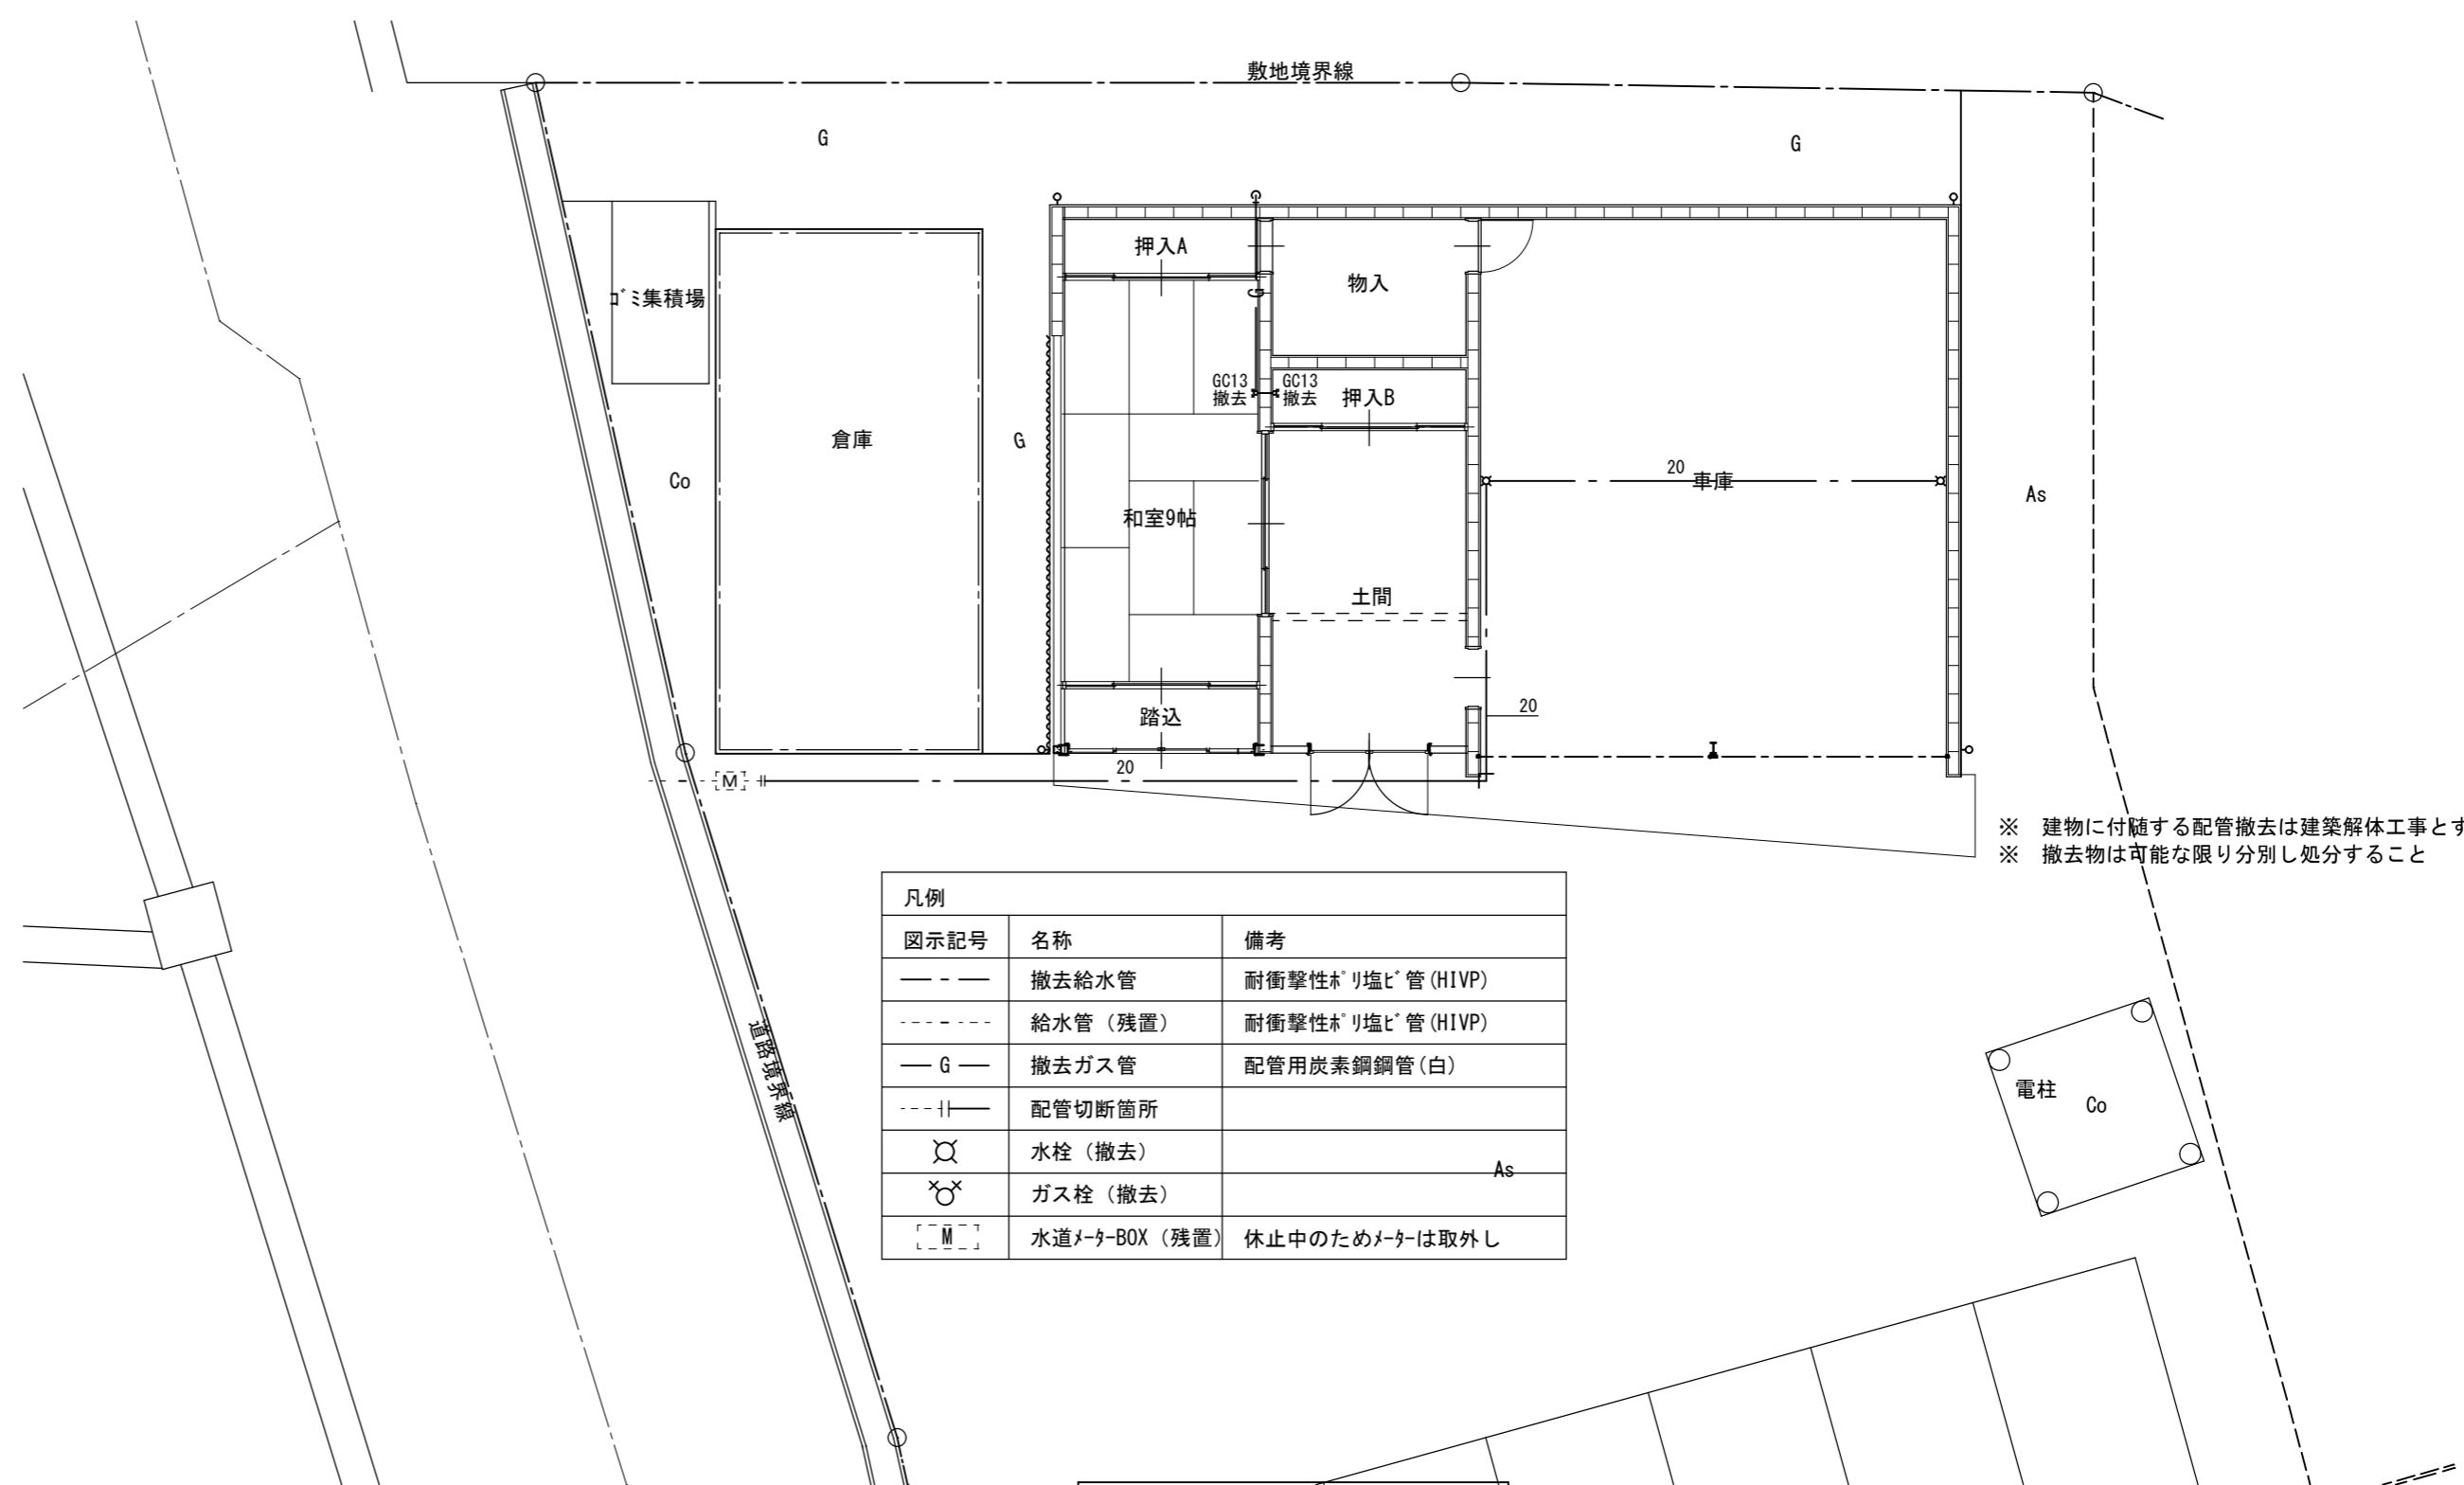 敷地境界線
G
G
押入A
物入
ゴミ集積場
G
GC13
撤去
GC13
撤去
押入B
倉庫
G
Co
20
車庫
As
和室9帖
土間
踏込
20
20
M
※ 建物に付随する配管撤去は建築解体工事とす
※ 撤去物は可能な限り分別し処分すること
凡例
図示記号 名称 備考
撤去給水管 耐衝撃性ポリ塩ビ管(HIVP)
給水管（残置） 耐衝撃性ポリ塩ビ管(HIVP)
G 撤去ガス管 配管用炭素鋼鋼管(白)
配管切断箇所
水栓（撤去）
As
ガス栓（撤去）
M 水道メーターBOX（残置） 休止中のためメーターは取外し
道路境界線
電柱
Co